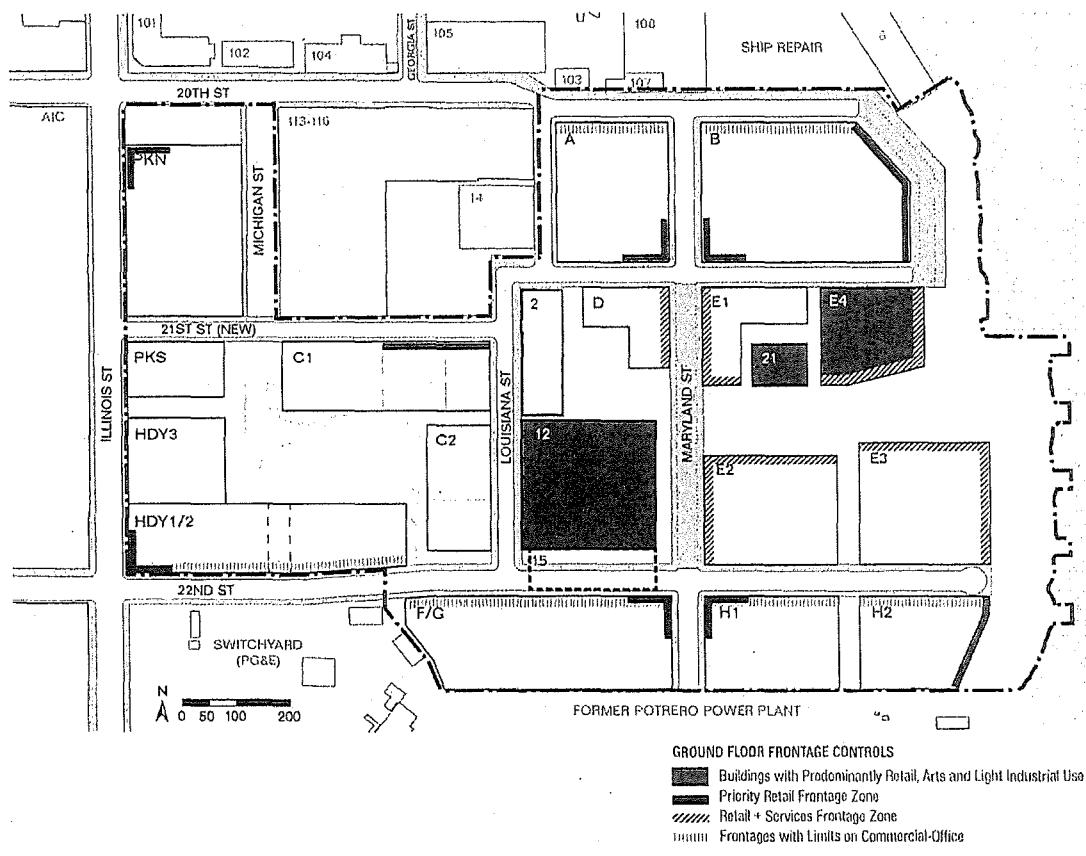 101
102
104
GEORGIA ST
105
108
SHIP REPAIR
6
103
107
20TH ST
AIC
113-116
PKN
MICHIGAN ST
14
A
B
21ST ST (NEW)
2
D
E1
E4
21
PKS
C1
ILLINOIS ST
LOUISIANA ST
MARYLAND ST
HDY3
C2
12
E2
E3
HDY1/2
15
22ND ST
F/G
H1
H2
SWITCHYARD
(PG&E)
N
0 50 100 200
FORMER POTRERO POWER PLANT
GROUND FLOOR FRONTAGE CONTROLS
Buildings with Predominantly Retail, Arts and Light Industrial Use
Priority Retail Frontage Zone
Retail + Services Frontage Zone
Frontages with Limits on Commercial-Office